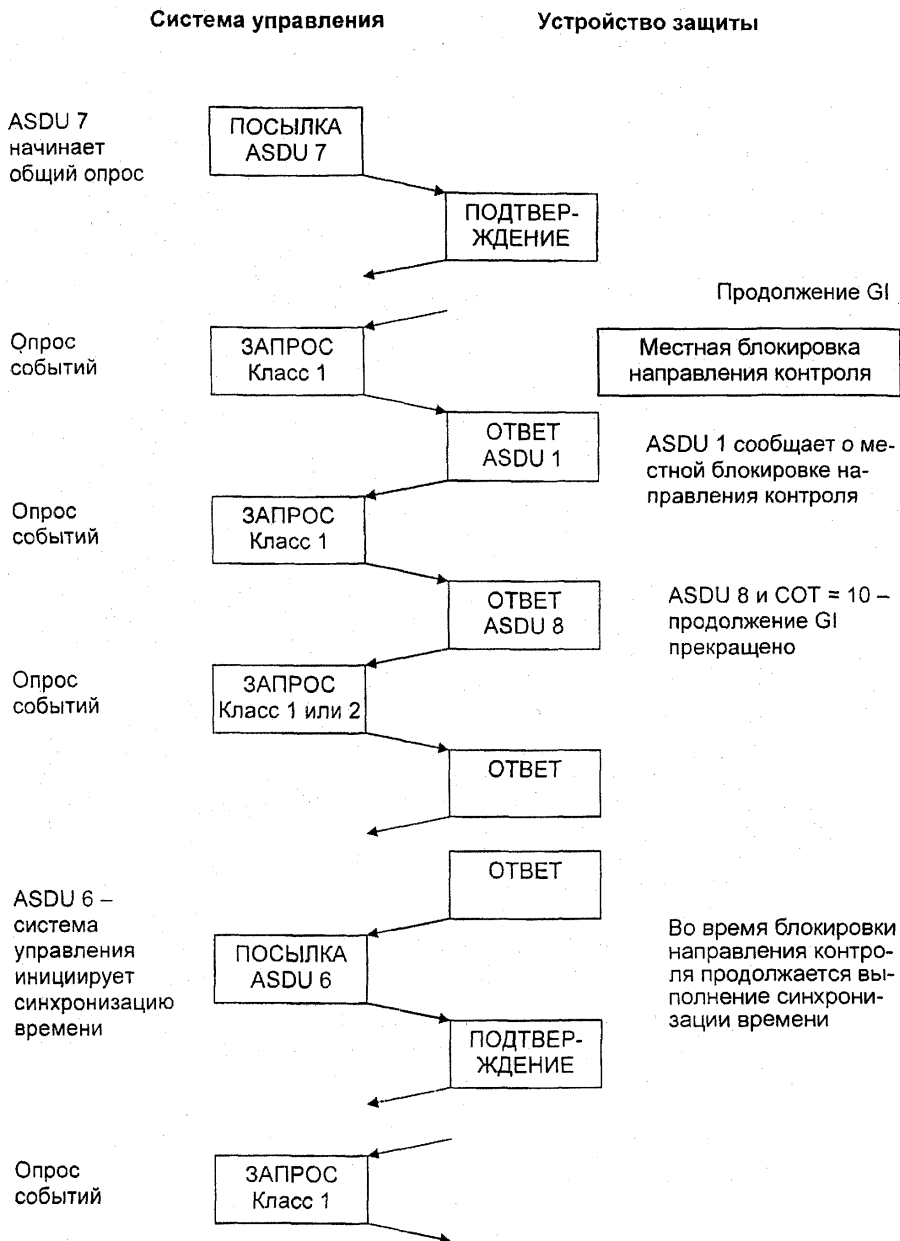 Система управления
Устройство защиты
ASDU 7
начинает
общий опрос
ПОСЫЛКА
ASDU 7
ПОДТВЕР-
ЖДЕНИЕ
Продолжение GI
Опрос
событий
ЗАПРОС
Класс 1
Местная блокировка
направления контроля
ОТВЕТ
ASDU 1
ASDU 1 сообщает о ме-
стной блокировке на-
правления контроля
Опрос
событий
ЗАПРОС
Класс 1
ОТВЕТ
ASDU 8
ASDU 8 и COT = 10 –
продолжение GI
прекращено
Опрос
событий
ЗАПРОС
Класс 1 или 2
ОТВЕТ
ОТВЕТ
ASDU 6 –
система
управления
инициирует
синхронизацию
времени
ПОСЫЛКА
ASDU 6
Во время блокировки
направления контро-
ля продолжается вы-
полнение синхрони-
зации времени
ПОДТВЕР-
ЖДЕНИЕ
Опрос
событий
ЗАПРОС
Класс 1